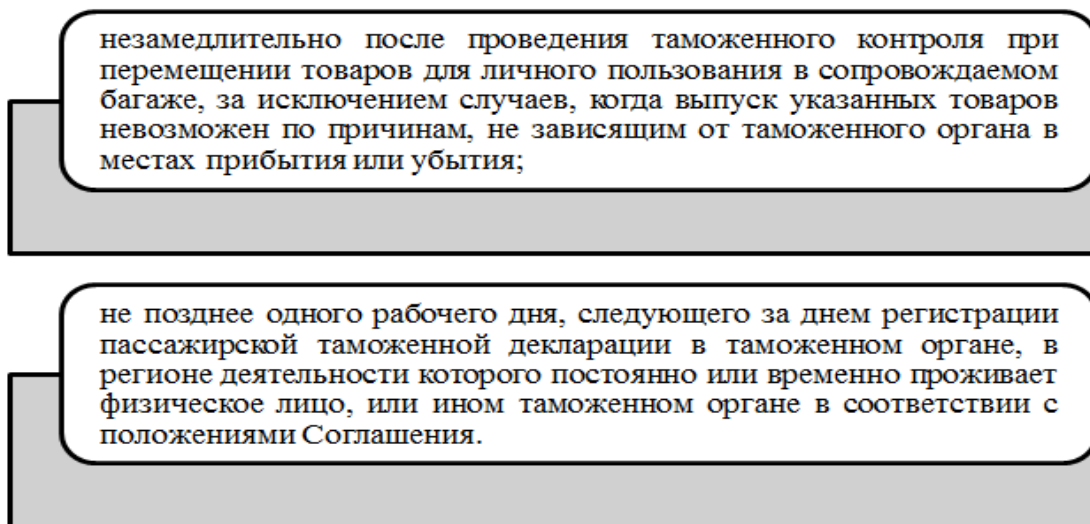 незамедлительно после проведения таможенного контроля при
перемещении товаров для личного пользования в сопровождаемом
багаже, за исключением случаев, когда выпуск указанных товаров
невозможен по причинам, не зависящим от таможенного органа в
местах прибытия или убытия;
не позднее одного рабочего дня, следующего за днем регистрации
пассажирской таможенной декларации в таможенном органе, в
регионе деятельности которого постоянно или временно проживает
физическое лицо, или ином таможенном органе в соответствии с
положениями Соглашения.